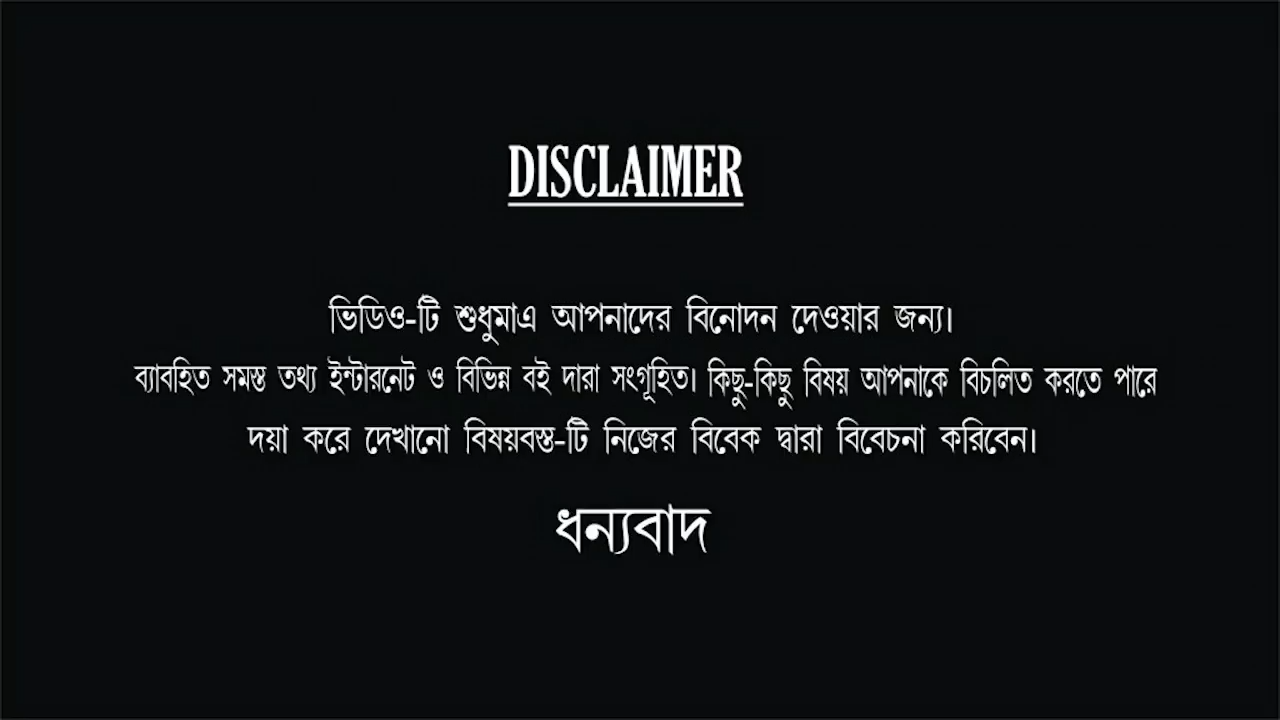 DISCLAIMER
ভিডিও-টি শুধুমাএ আপনাদের বিনোদন দেওয়ার জন্য।
ব্যাবহিত সমস্ত তথ্য ইন্টারনেট ও বিভিন্ন বই দারা সংগূহিত। কিছু-কিছু বিষয় আপনাকে বিচলিত করতে পারে
দয়া করে দেখানো বিষয়বস্ত-টি নিজের বিবেক দ্বারা বিবেচনা করিবেন।
ধন্যবাদ